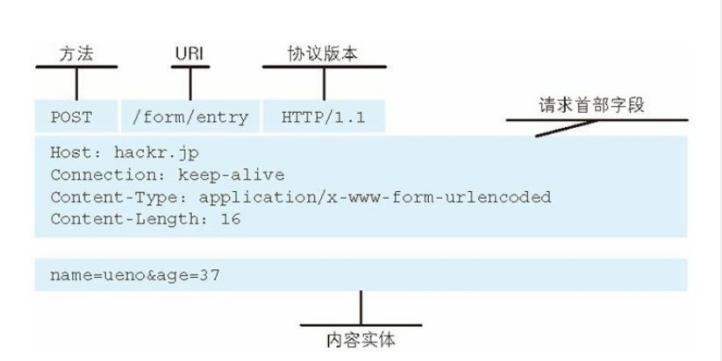 方法 URI 协议版本
请求首部字段
POST /form/entry HTTP/1.1
Host: hackr.jp
Connection: keep-alive
Content-Type: application/x-www-form-urlencoded
Content-Length: 16
name=ueno&age=37
内容实体